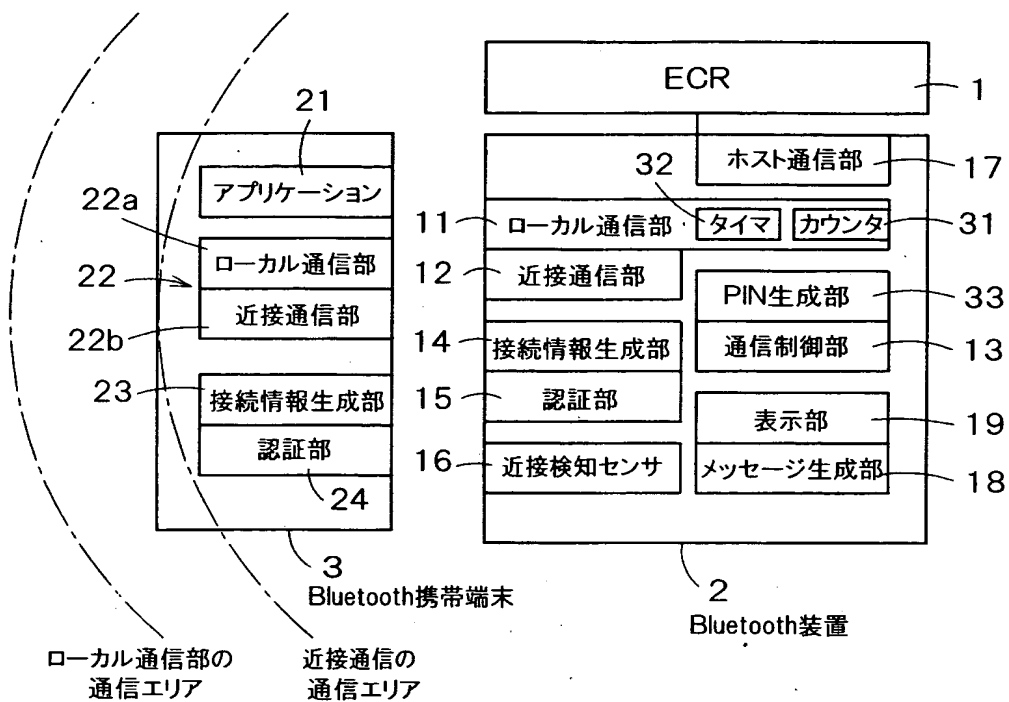 ECR
1
21
アプリケーション
22a
ローカル通信部
22
近接通信部
22b
23
接続情報生成部
認証部
24
3
Bluetooth携帯端末
ホスト通信部
17
32
11
ローカル通信部
タイマ
カウンタ
31
12
近接通信部
PIN生成部
33
14
接続情報生成部
通信制御部
13
15
認証部
表示部
19
16
近接検知センサ
メッセージ生成部
18
2
Bluetooth装置
ローカル通信部の
通信エリア
近接通信の
通信エリア